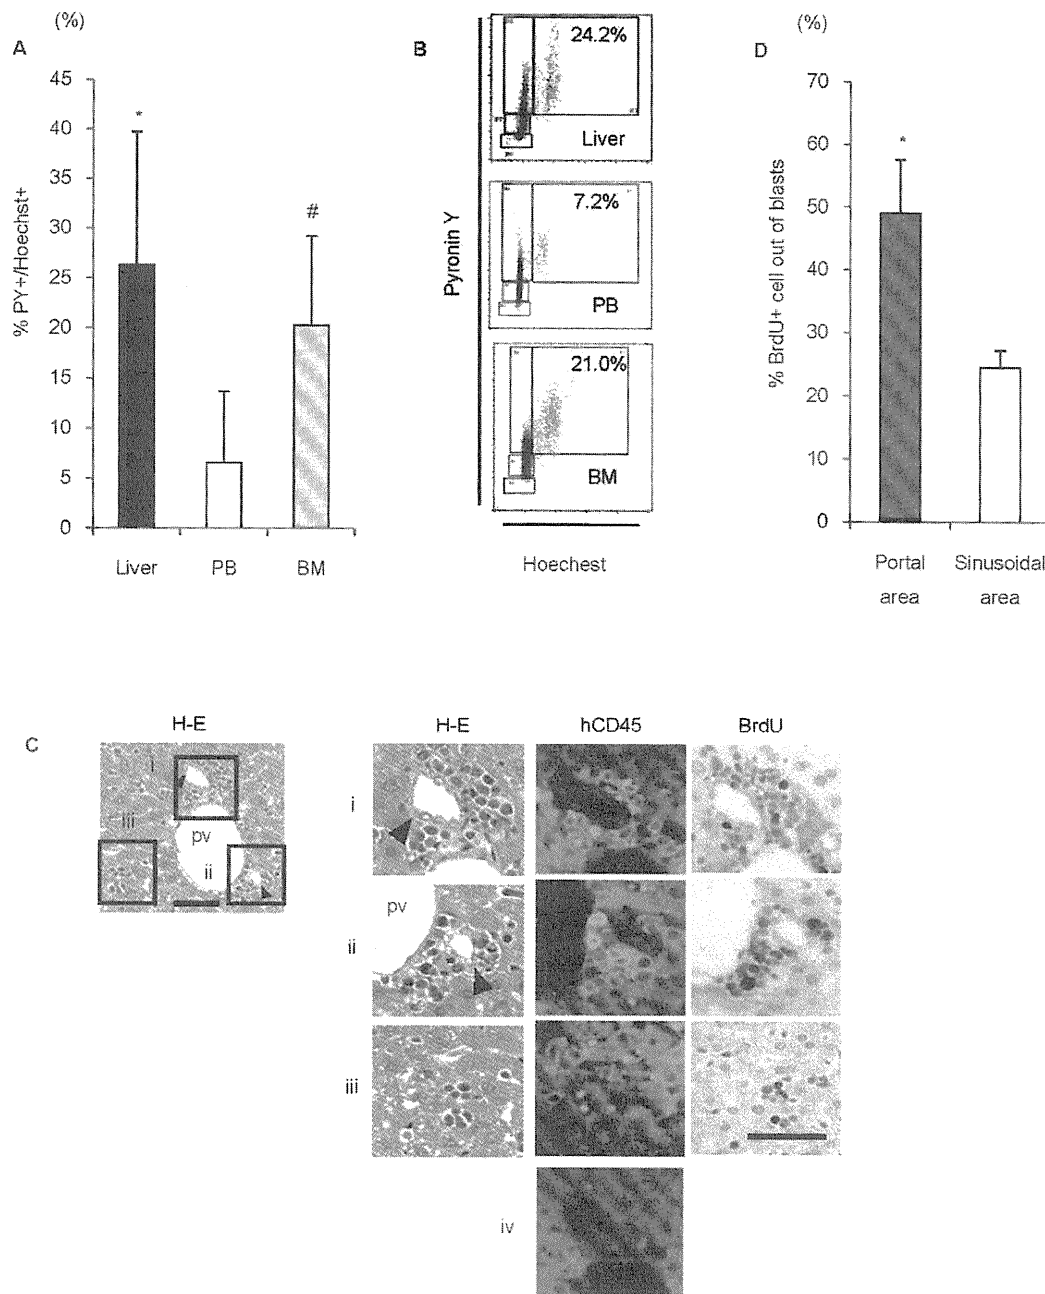 A
(%)
% PY+/Hoechst+
45
40
35
30
25
20
15
10
5
0
*
#
Liver
PB
BM
B
Pyronin Y
24.2%
Liver
7.2%
PB
21.0%
BM
Hoechest
D
(%)
% BrdU+ cell out of blasts
70
60
50
40
30
20
10
0
*
Portal
area
Sinusoidal
area
C
H-E
i
iii
pv
ii
H-E
hCD45
BrdU
i
ii
pv
iii
iv